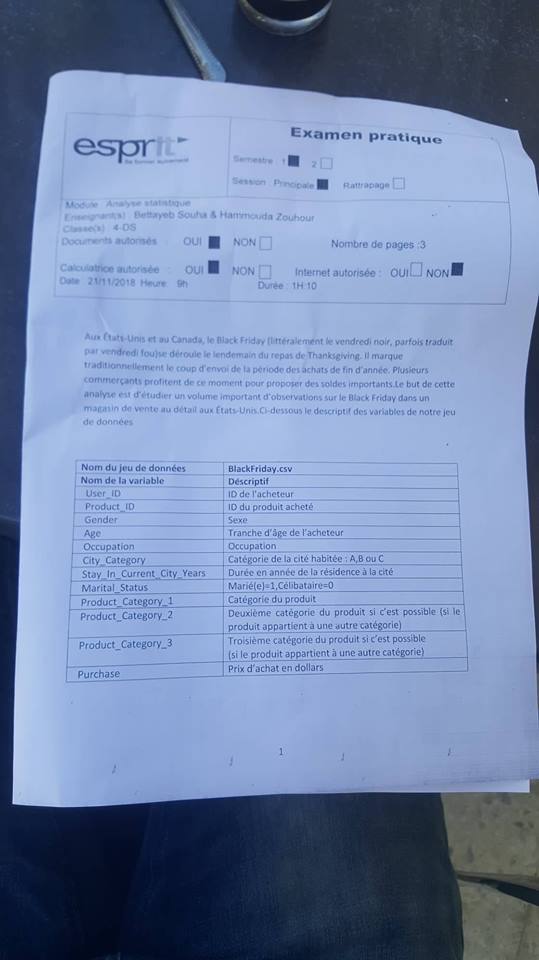 esprit
Se former autrement
Examen pratique
Semestre : 1 2
Session : Principale Rattrapage
Module : Analyse statistique
Enseignant(s) : Bettayeb Souha & Hammouda Zouhour
Classe(s) : 4-DS
Documents autorisés : OUI NON Nombre de pages :3
Calculatrice autorisée : OUI NON Internet autorisée : OUI NON
Date : 21/11/2018 Heure : 9h Durée : 1H:10
Aux États-Unis et au Canada, le Black Friday (littéralement le vendredi noir, parfois traduit
par vendredi fou)se déroule le lendemain du repas de Thanksgiving. Il marque
traditionnellement le coup d'envoi de la période des achats de fin d'année. Plusieurs
commerçants profitent de ce moment pour proposer des soldes importants.Le but de cette
analyse est d'étudier un volume important d'observations sur le Black Friday dans un
magasin de vente au détail aux États-Unis.Ci-dessous le descriptif des variables de notre jeu
de données
Nom du jeu de données BlackFriday.csv
Nom de la variable Déscriptif
User_ID ID de l'acheteur
Product_ID ID du produit acheté
Gender Sexe
Age Tranche d'âge de l'acheteur
Occupation Occupation
City_Category Catégorie de la cité habitée : A,B ou C
Stay_In_Current_City_Years Durée en année de la résidence à la cité
Marital_Status Marié(e)=1,Célibataire=0
Product_Category_1 Catégorie du produit
Product_Category_2 Deuxième catégorie du produit si c'est possible (si le
produit appartient à une autre catégorie)
Product_Category_3 Troisième catégorie du produit si c'est possible
(si le produit appartient à une autre catégorie)
Purchase Prix d'achat en dollars
1